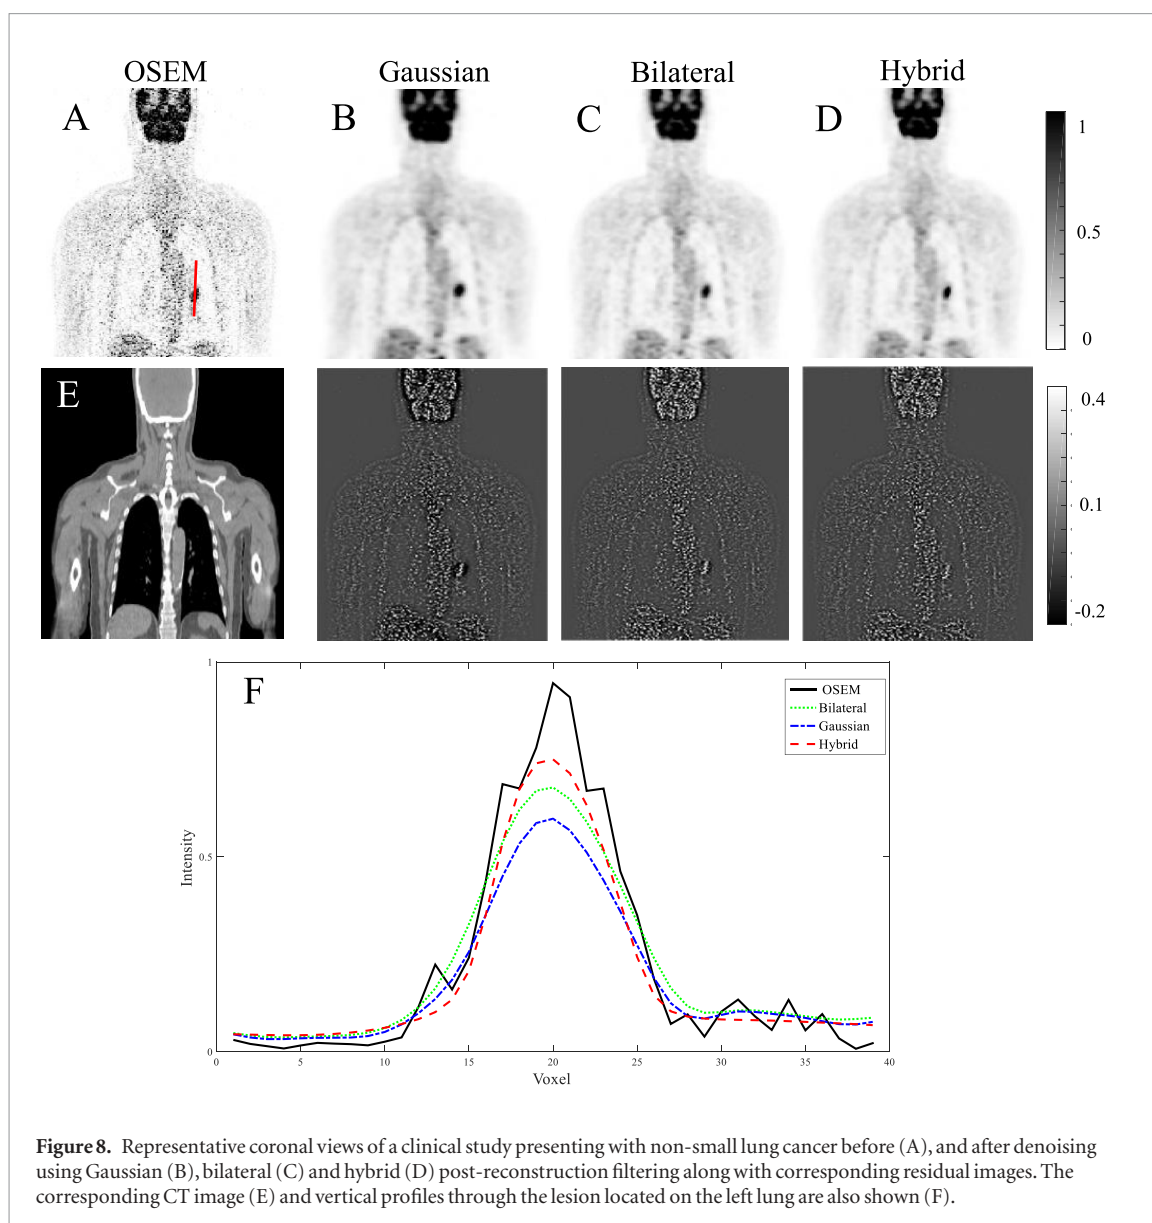 OSEM Gaussian Bilateral Hybrid
A B C D
1
0.5
0
E
0.4
0.1
-0.2
F
1
0.5
0
Intensity
OSEM
Bilateral
Gaussian
Hybrid
0 5 10 15 20 25 30 35 40
Voxel
Figure 8. Representative coronal views of a clinical study presenting with non-small lung cancer before (A), and after denoising
using Gaussian (B), bilateral (C) and hybrid (D) post-reconstruction filtering along with corresponding residual images. The
corresponding CT image (E) and vertical profiles through the lesion located on the left lung are also shown (F).